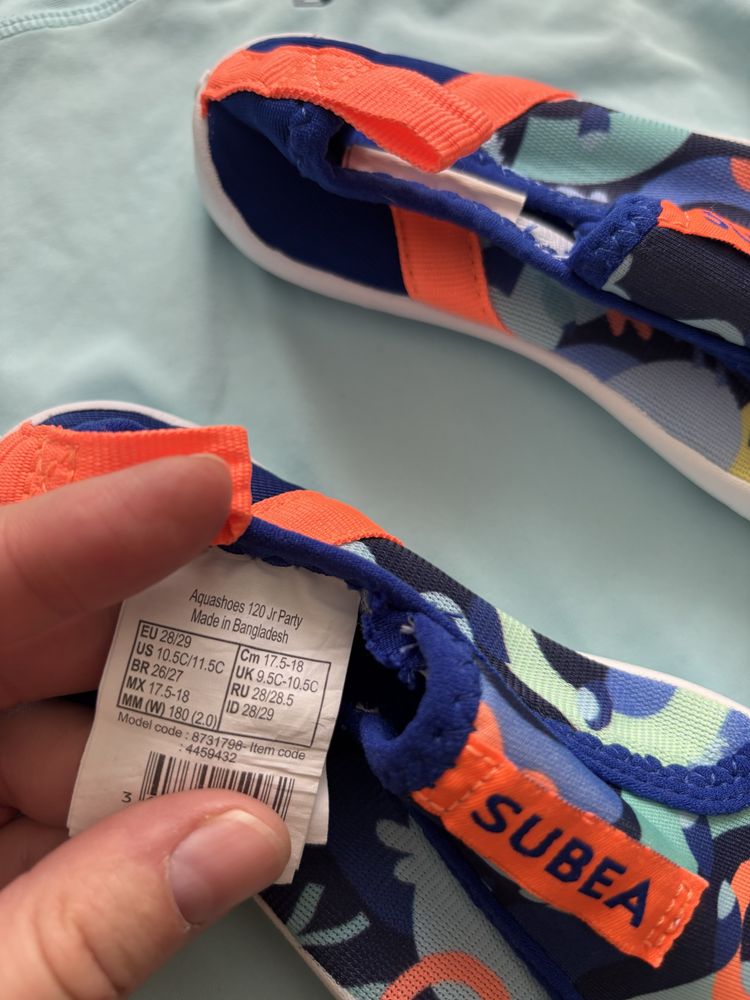 Aquashoes 120 Jr Party
Made in Bangladesh
EU 28/29
US 10.5C/11.5C
BR 26/27
MX 17.5-18
MM (W) 180 (2.0)
Cm 17.5-18
UK 9.5C-10.5C
RU 28/28.5
ID 28/29
Model code : 8731798- Item code
: 4459432
3
SUBEA